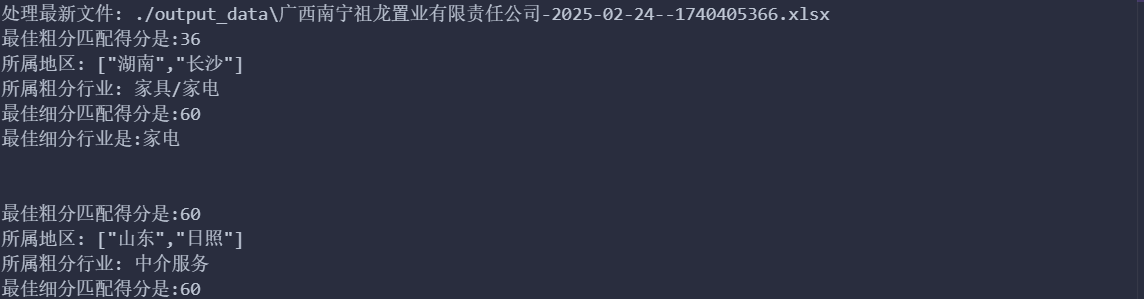 处理最新文件: ./output_data\广西南宁祖龙置业有限责任公司-2025-02-24--1740405366.xlsx
最佳粗分匹配得分是:36
所属地区: ["湖南","长沙"]
所属粗分行业: 家具/家电
最佳细分匹配得分是:60
最佳细分行业是:家电
最佳粗分匹配得分是:60
所属地区: ["山东","日照"]
所属粗分行业: 中介服务
最佳细分匹配得分是:60